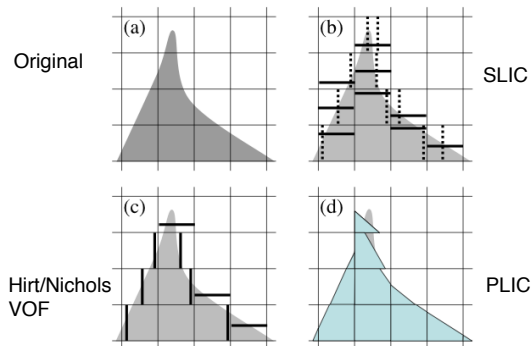 (a)
Original
(b)
SLIC
(c)
Hirt/Nichols
VOF
(d)
PLIC